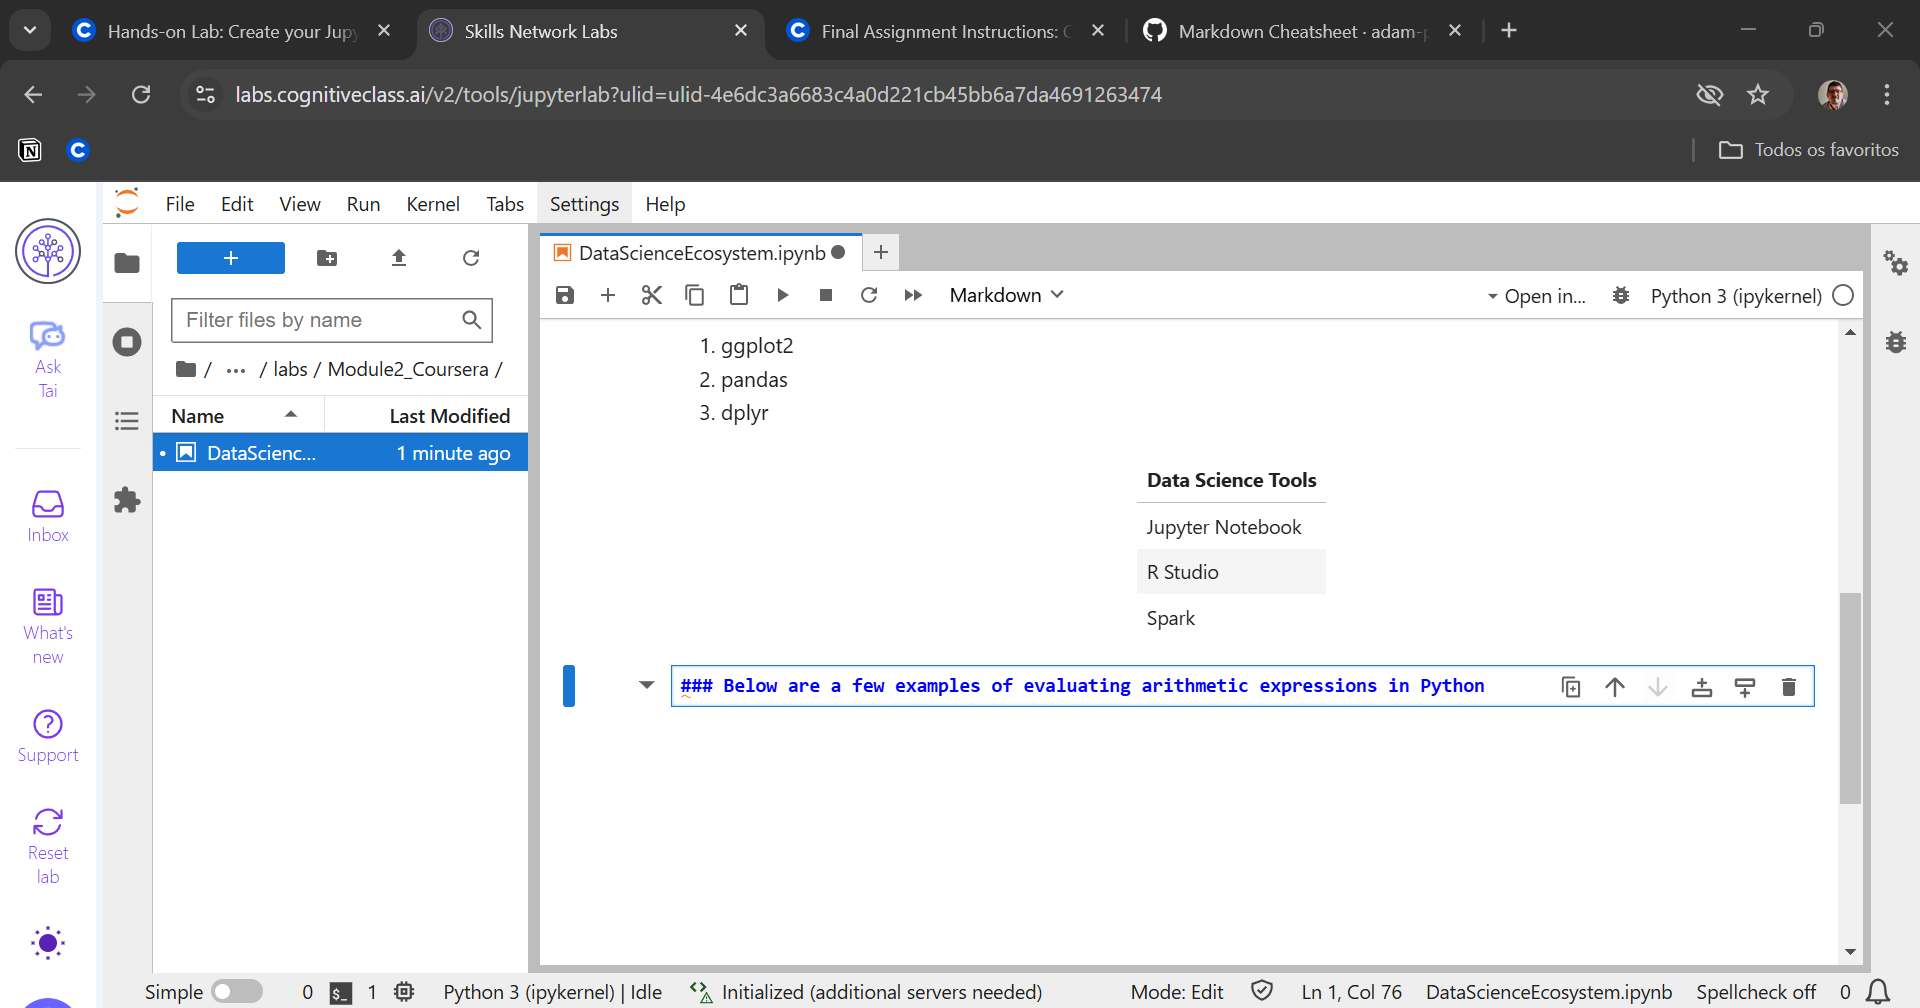 Hands-on Lab: Create your Jupy
Skills Network Labs
Final Assignment Instructions: C
Markdown Cheatsheet · adam-p
labs.cognitiveclass.ai/v2/tools/jupyterlab?ulid=ulid-4e6dc3a6683c4a0d221cb45bb6a7da4691263474
Todos os favoritos
File Edit View Run Kernel Tabs Settings Help
Ask
Tai
Inbox
What's
new
Support
Reset
lab
Filter files by name
/ ··· / labs / Module2_Coursera /
Name Last Modified
DataScienc... 1 minute ago
DataScienceEcosystem.ipynb
Markdown
Open in...
Python 3 (ipykernel)
1. ggplot2
2. pandas
3. dplyr
Data Science Tools
Jupyter Notebook
R Studio
Spark
### Below are a few examples of evaluating arithmetic expressions in Python
Simple 0 $_ 1 Python 3 (ipykernel) | Idle Initialized (additional servers needed) Mode: Edit Ln 1, Col 76 DataScienceEcosystem.ipynb Spellcheck off 0